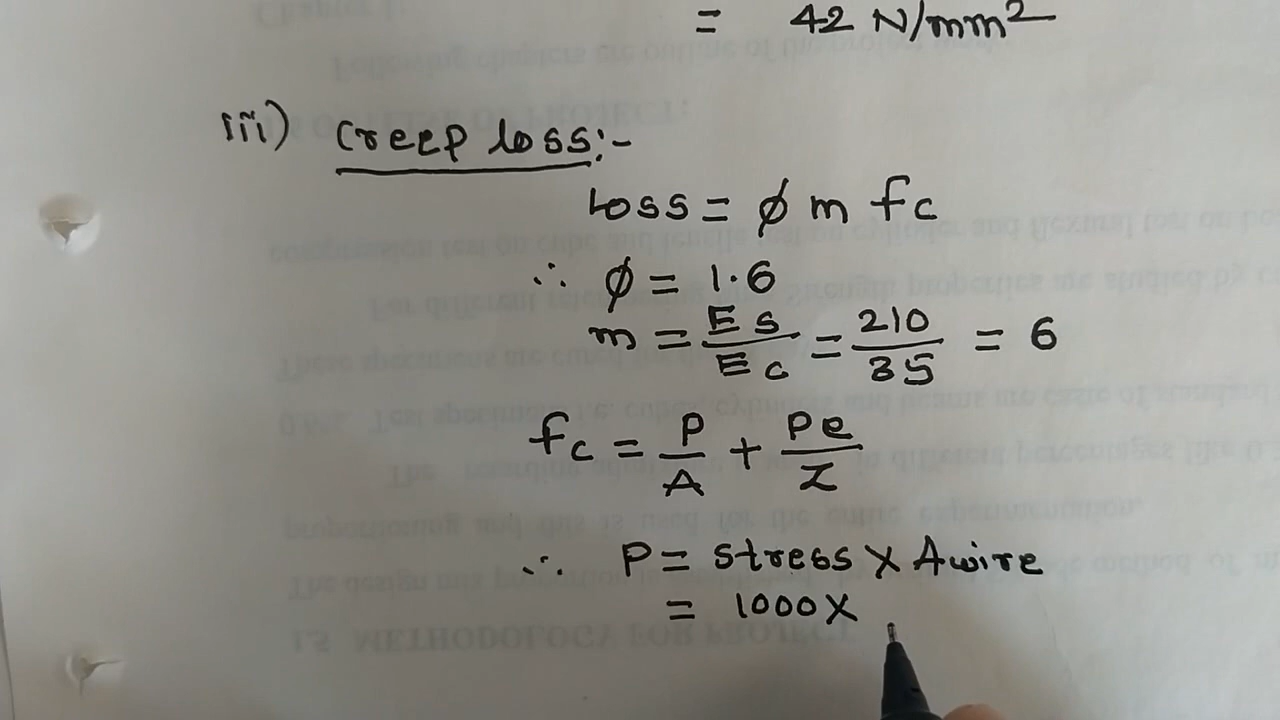 = 42 N/mm²
iii) Creep loss:-
Loss = ϕ m fc
∴ ϕ = 1.6
m = Es/Ec = 210/35 = 6
fc = P/A + Pe/Z
∴ P = stress × Awire
= 1000 ×